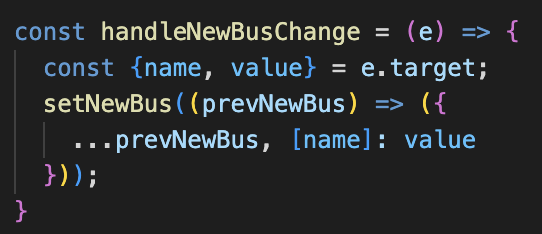 const handleNewBusChange = (e) => {
  const {name, value} = e.target;
  setNewBus((prevNewBus) => ({
    ...prevNewBus, [name]: value
  }));
}